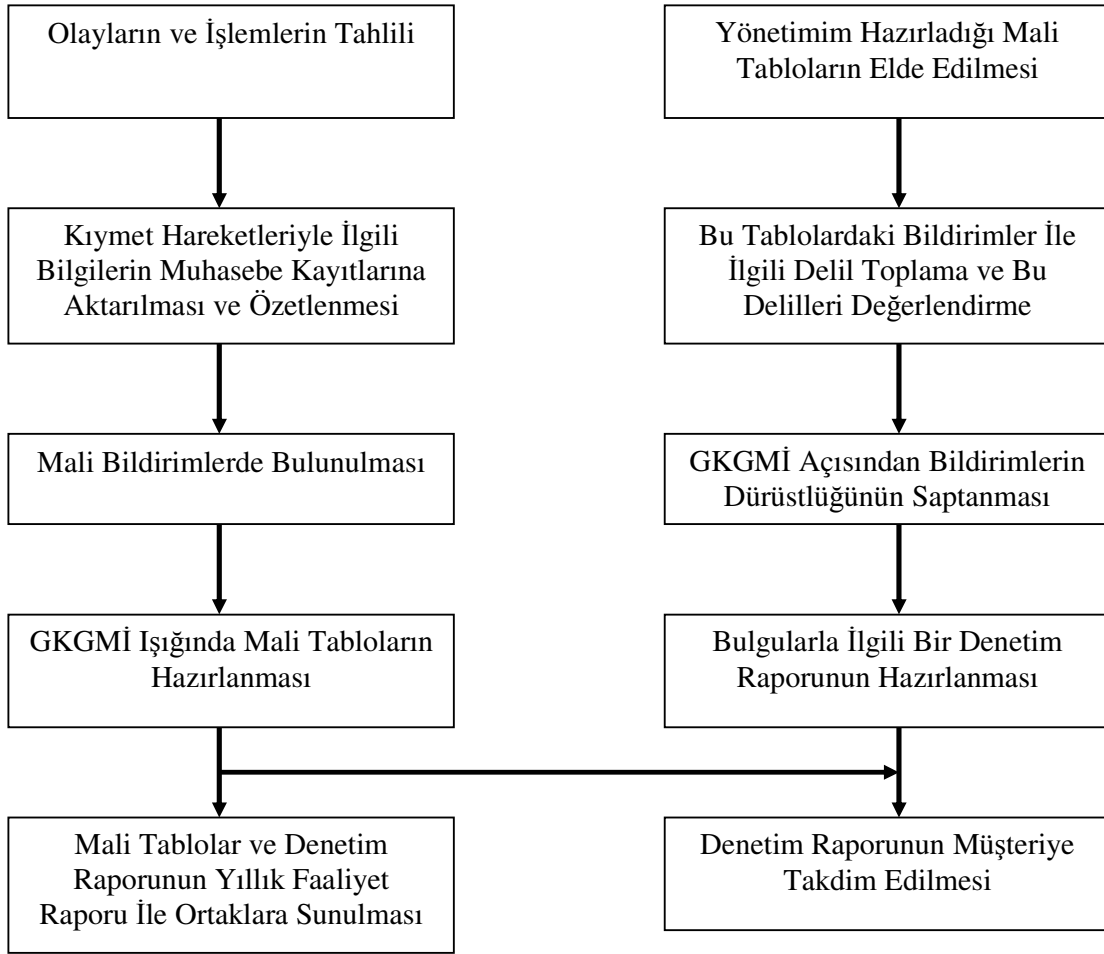 Olayların ve İşlemlerin Tahlili
Kıymet Hareketleriyle İlgili
Bilgilerin Muhasebe Kayıtlarına
Aktarılması ve Özetlenmesi
Mali Bildirimlerde Bulunulması
GKGMİ Işığında Mali Tabloların
Hazırlanması
Mali Tablolar ve Denetim
Raporunun Yıllık Faaliyet
Raporu İle Ortaklara Sunulması
Yönetimim Hazırladığı Mali
Tabloların Elde Edilmesi
Bu Tablolardaki Bildirimler İle
İlgili Delil Toplama ve Bu
Delilleri Değerlendirme
GKGMİ Açısından Bildirimlerin
Dürüstlüğünün Saptanması
Bulgularla İlgili Bir Denetim
Raporunun Hazırlanması
Denetim Raporunun Müşteriye
Takdim Edilmesi